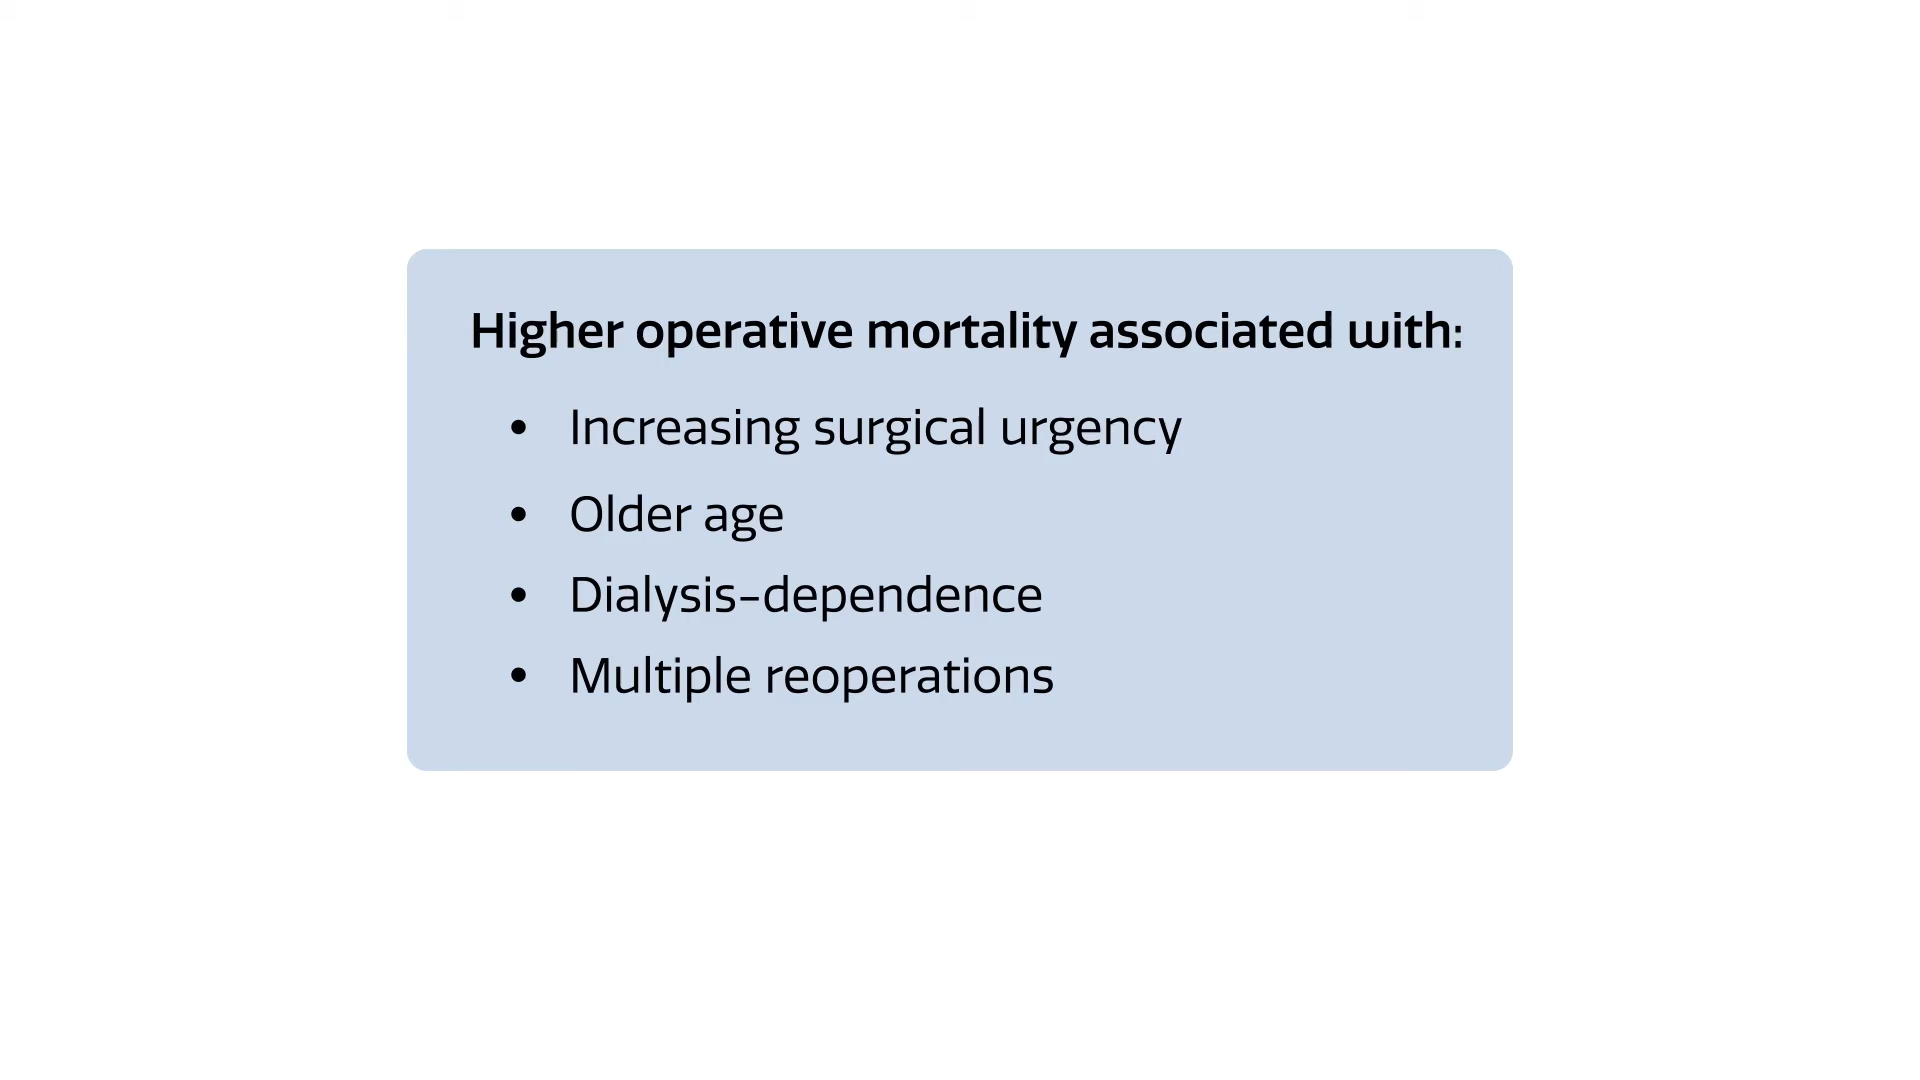 Higher operative mortality associated with:
• Increasing surgical urgency
• Older age
• Dialysis-dependence
• Multiple reoperations